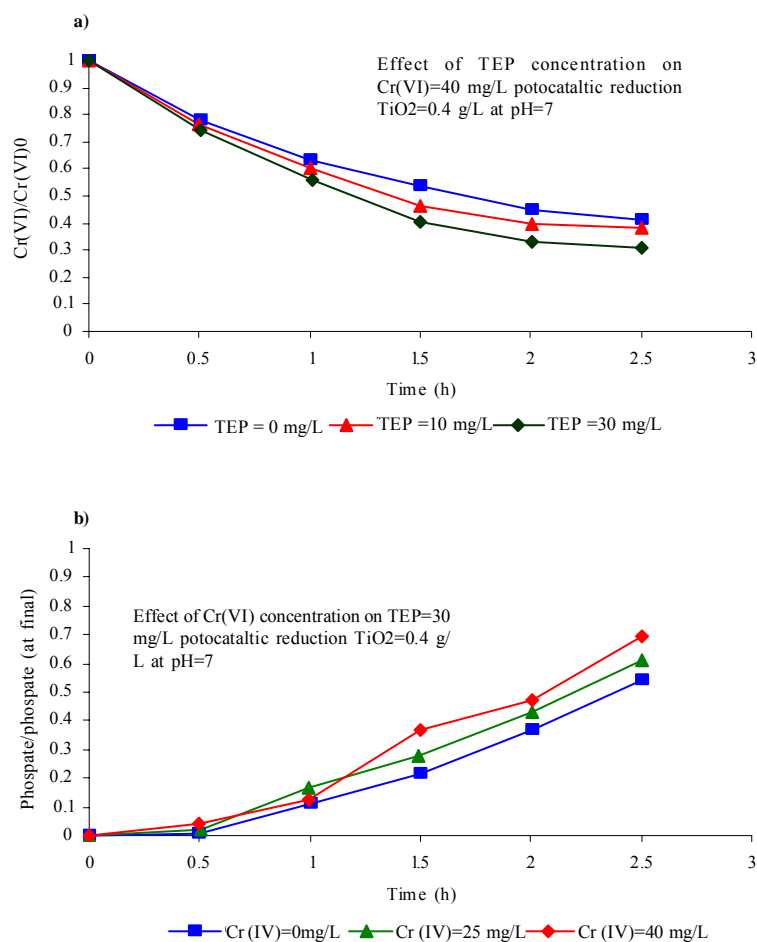 a)
Effect of TEP concentration on
Cr(VI)=40 mg/L potocataltic reduction
TiO2=0.4 g/L at pH=7
Cr(VI)/Cr(VI)0
1
0.9
0.8
0.7
0.6
0.5
0.4
0.3
0.2
0.1
0
0 0.5 1 1.5 2 2.5 3
Time (h)
TEP = 0 mg/L TEP =10 mg/L TEP =30 mg/L
b)
Effect of Cr(VI) concentration on TEP=30
mg/L potocataltic reduction TiO2=0.4 g/
L at pH=7
Phospate/phospate (at final)
1
0.9
0.8
0.7
0.6
0.5
0.4
0.3
0.2
0.1
0
0 0.5 1 1.5 2 2.5 3
Time (h)
Cr (IV)=0mg/L Cr (IV)=25 mg/L Cr (IV)=40 mg/L